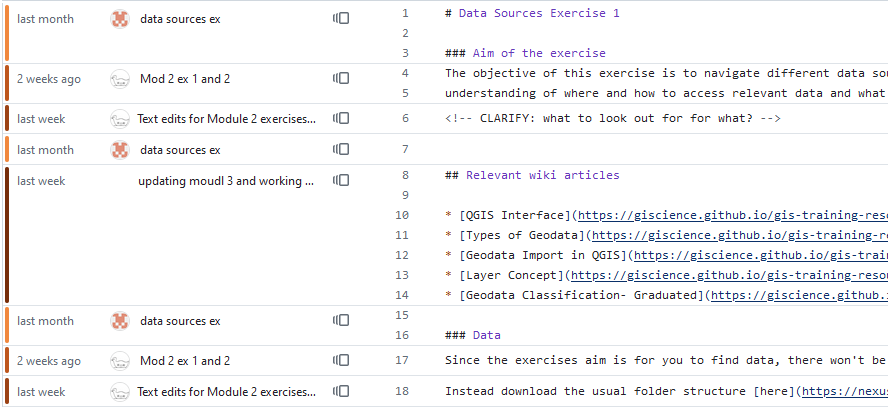 last month data sources ex 1 # Data Sources Exercise 1
2
3 ### Aim of the exercise
2 weeks ago Mod 2 ex 1 and 2 4 The objective of this exercise is to navigate different data sou
5 understanding of where and how to access relevant data and what
last week Text edits for Module 2 exercises... 6 <!-- CLARIFY: what to look out for for what? -->
last month data sources ex 7
last week updating moudl 3 and working ... 8 ## Relevant wiki articles
9
10 * [QGIS Interface](https://giscience.github.io/gis-training-reso
11 * [Types of Geodata](https://giscience.github.io/gis-training-re
12 * [Geodata Import in QGIS](https://giscience.github.io/gis-train
13 * [Layer Concept](https://giscience.github.io/gis-training-resou
14 * [Geodata Classification- Graduated](https://giscience.github.i
last month data sources ex 15
16 ### Data
2 weeks ago Mod 2 ex 1 and 2 17 Since the exercises aim is for you to find data, there won't be
last week Text edits for Module 2 exercises... 18 Instead download the usual folder structure [here](https://nexus